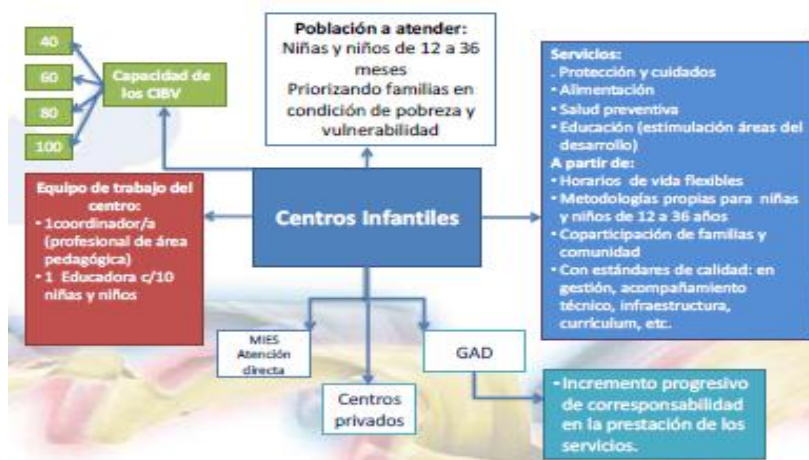 40
60
80
100
Capacidad de
los CIBV
Población a atender:
Niñas y niños de 12 a 36
meses
Priorizando familias en
condición de pobreza y
vulnerabilidad
Servicios:
. Protección y cuidados
• Alimentación
• Salud preventiva
• Educación (estimulación áreas del
desarrollo)
A partir de:
• Horarios de vida flexibles
• Metodologías propias para niñas
y niños de 12 a 36 años
• Coparticipación de familias y
comunidad
• Con estándares de calidad: en
gestión, acompañamiento
técnico, infraestructura,
currículum, etc.
Equipo de trabajo del
centro:
• 1coordinador/a
(profesional de área
pedagógica)
• 1 Educadora c/10
niñas y niños
Centros Infantiles
MIES
Atención
directa
Centros
privados
GAD
• Incremento progresivo
de corresponsabilidad
en la prestación de los
servicios.